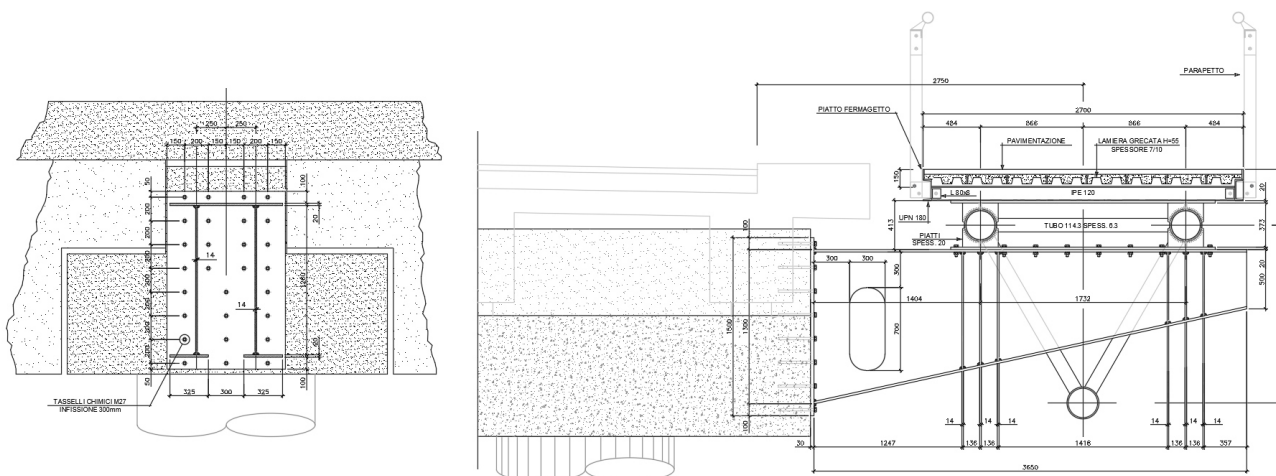 250 250
150 200 150 150 200 150
50
100
200
20
200
200
14
200
1260
200
14
200
200
40
50
100
325 300 325
TASSELLI CHIMICI M27
INFISSIONE 300mm
2750
PARAPETTO
PIATTO FERMAGETTO
2700
484 866 866 484
PAVIMENTAZIONE
LAMIERA GRECATA H=55
SPESSORE 7/10
150
L 80x8
IPE 120
20
UPN 180
413
373
TUBO 114.3 SPESS. 6.3
PIATTI
SPESS. 20
100
300 300
300
20
500
1404
1732
1500
1300
700
100
14 14 14 14
30
1247 136 136 1416 136 136 357
3650